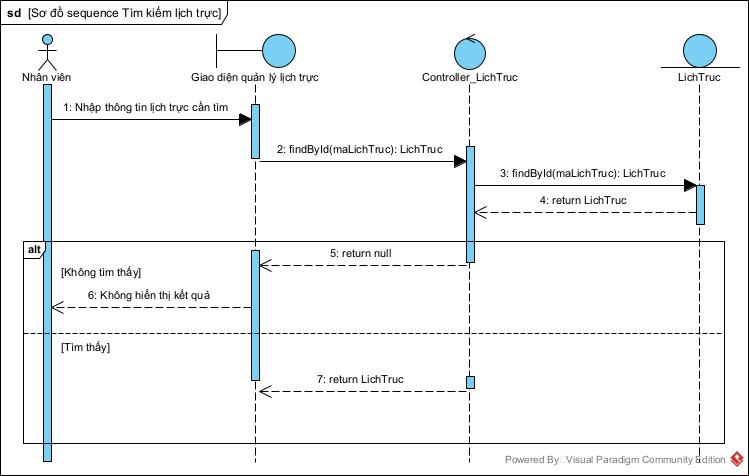 sd [Sơ đồ sequence Tìm kiếm lịch trực]
Nhân viên
Giao diện quản lý lịch trực
Controller_LichTruc
LichTruc
1: Nhập thông tin lịch trực cần tìm
2: findById(maLichTruc): LichTruc
3: findById(maLichTruc): LichTruc
4: return LichTruc
alt
5: return null
[Không tìm thấy]
6: Không hiển thị kết quả
[Tìm thấy]
7: return LichTruc
Powered By Visual Paradigm Community Edition